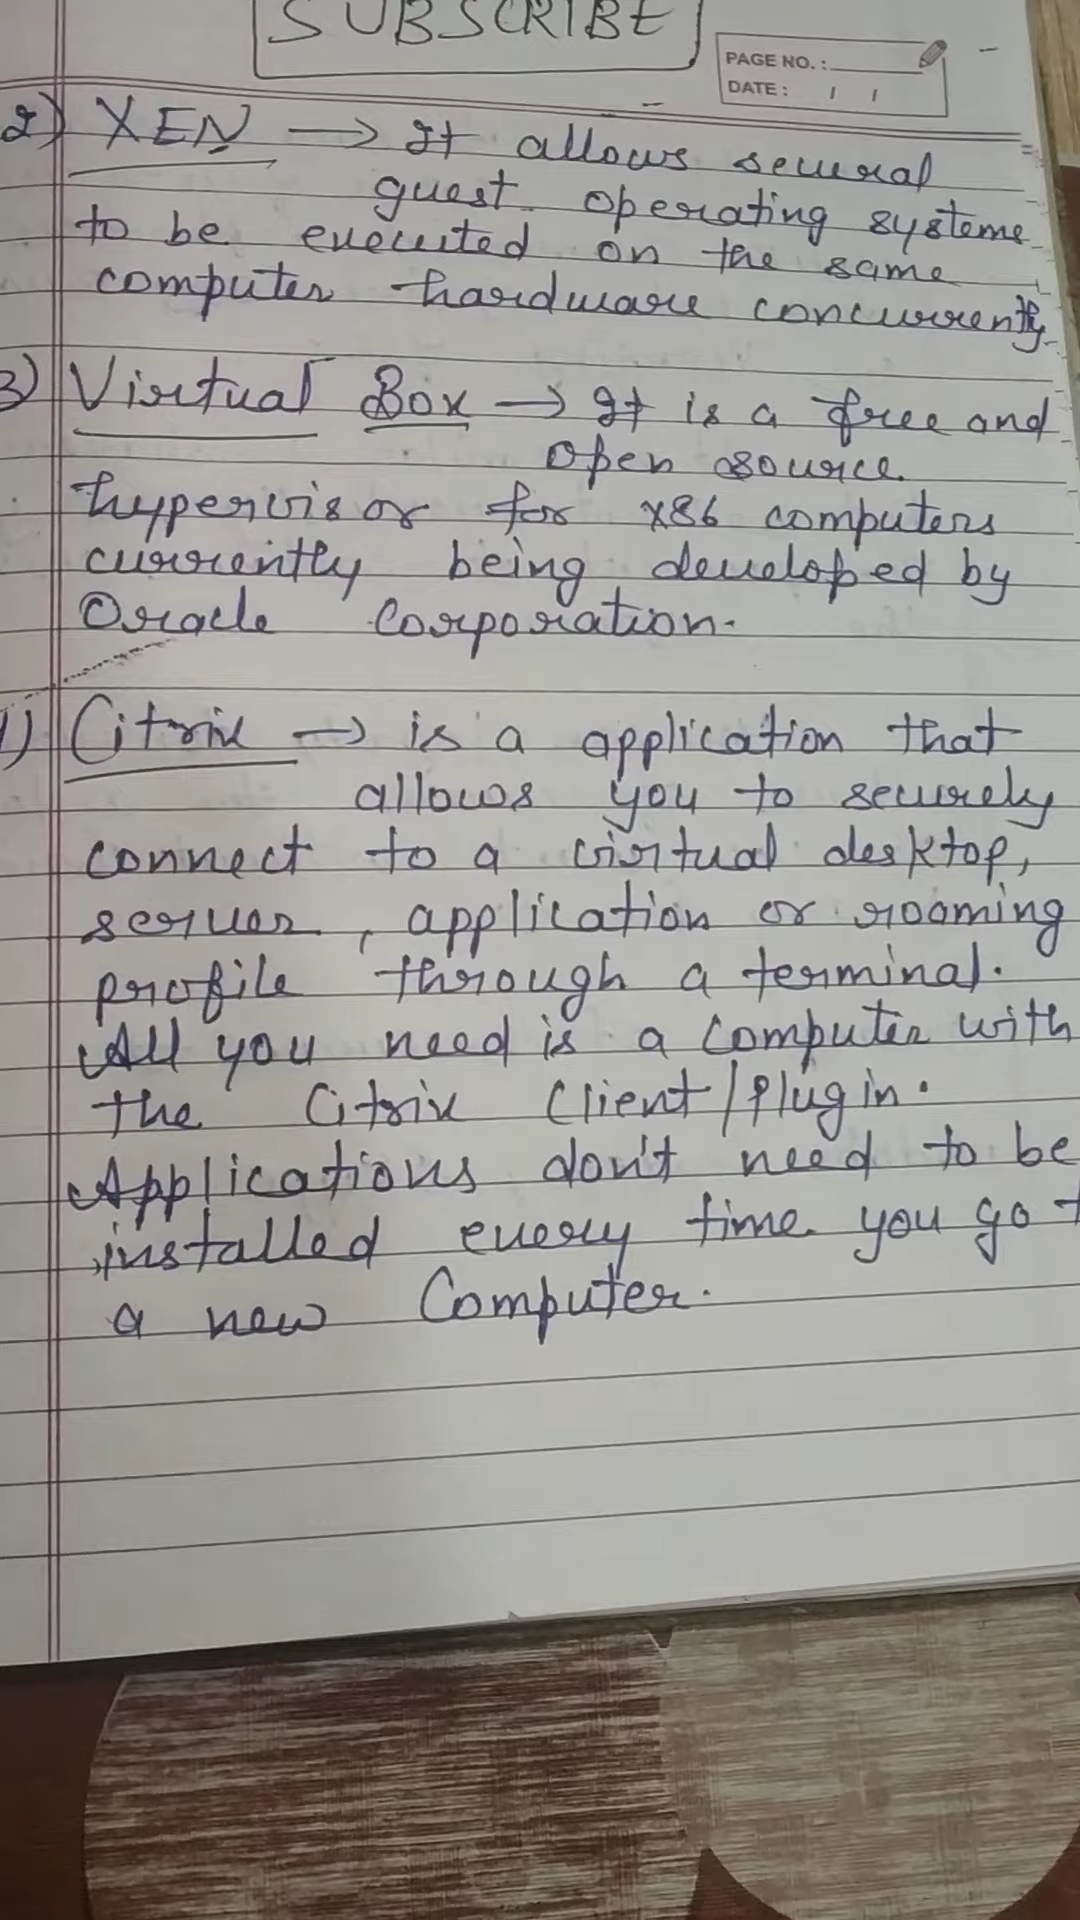 SUBSCRIBE
PAGE NO. :
DATE : / /
2) XEN → It allows several
guest operating systems
to be executed on the same
computer hardware concurrently
3) Virtual Box → It is a free and
open source
hypervisor for x86 computers
currently being developed by
Oracle Corporation.
1) Citrix → is a application that
allows you to securely
connect to a virtual desktop,
server, application or roaming
profile through a terminal.
All you need is a computer with
the Citrix Client/Plugin.
Applications don't need to be
installed every time you go t
a new Computer.